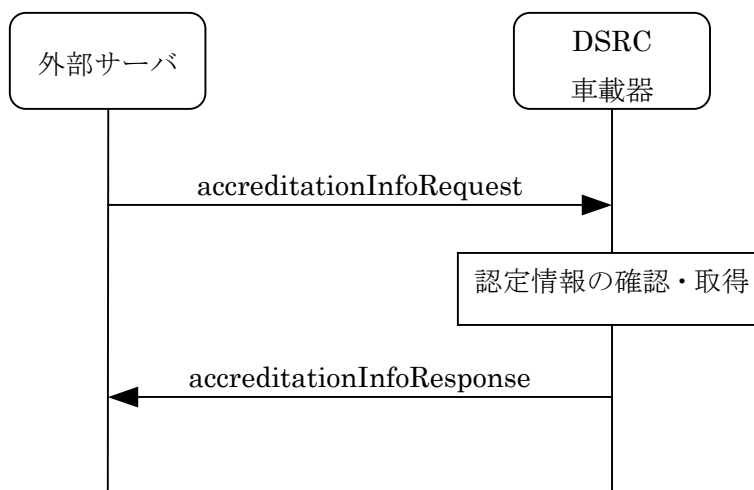 外部サーバ
DSRC
車載器
accreditationInfoRequest
認定情報の確認・取得
accreditationInfoResponse